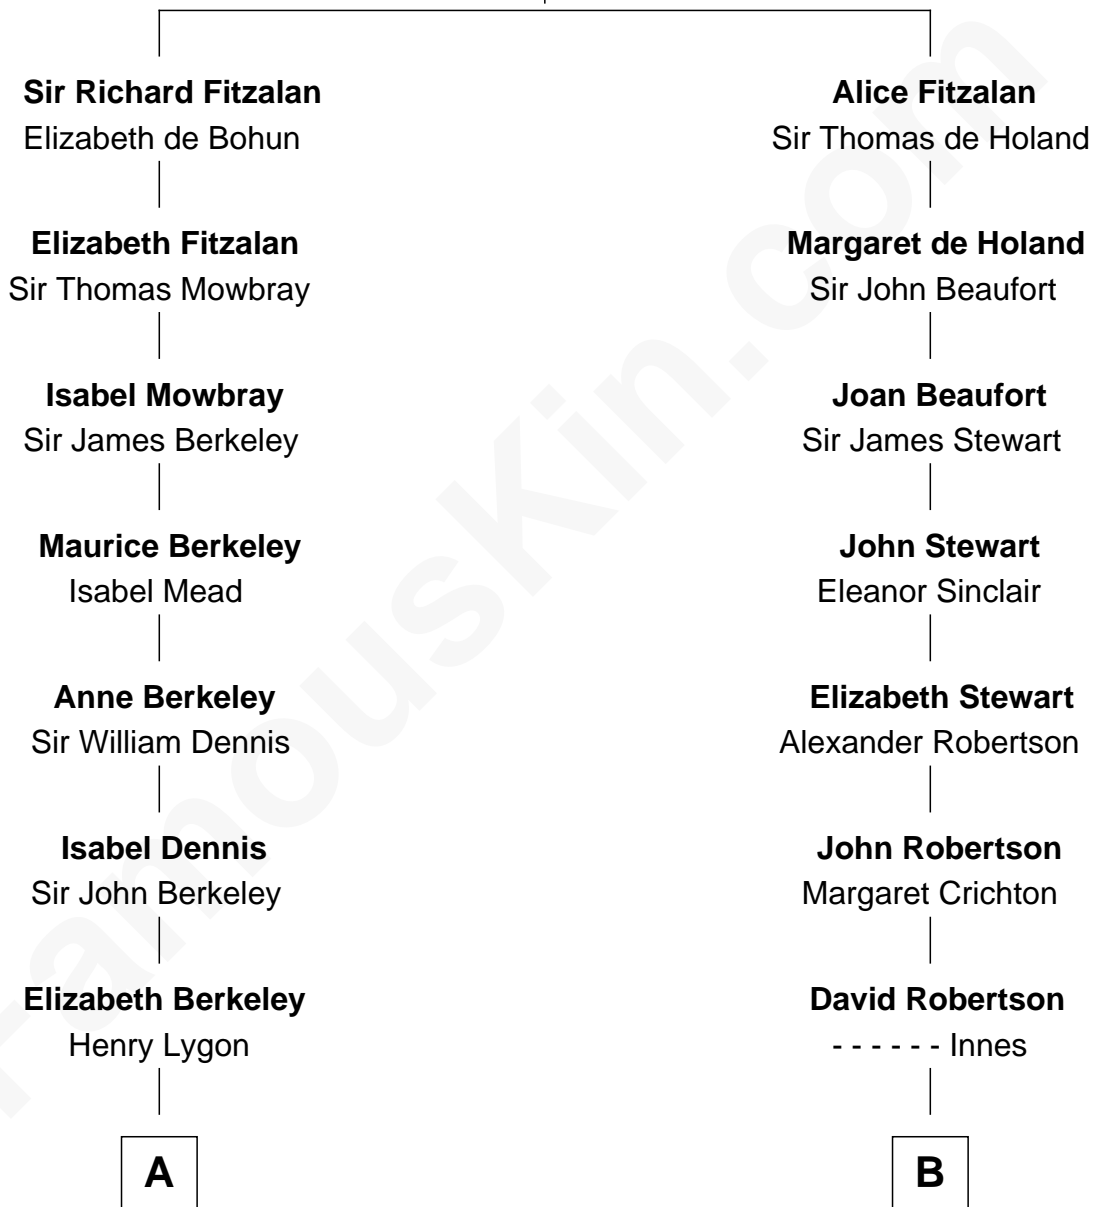 Sir Richard Fitzalan
Elizabeth de Bohun
Elizabeth Fitzalan
Sir Thomas Mowbray
Isabel Mowbray
Sir James Berkeley
Maurice Berkeley
Isabel Mead
Anne Berkeley
Sir William Dennis
Isabel Dennis
Sir John Berkeley
Elizabeth Berkeley
Henry Lygon
A
Alice Fitzalan
Sir Thomas de Holand
Margaret de Holand
Sir John Beaufort
Joan Beaufort
Sir James Stewart
John Stewart
Eleanor Sinclair
Elizabeth Stewart
Alexander Robertson
John Robertson
Margaret Crichton
David Robertson
- - - - - - Innes
B
FamousKin.com